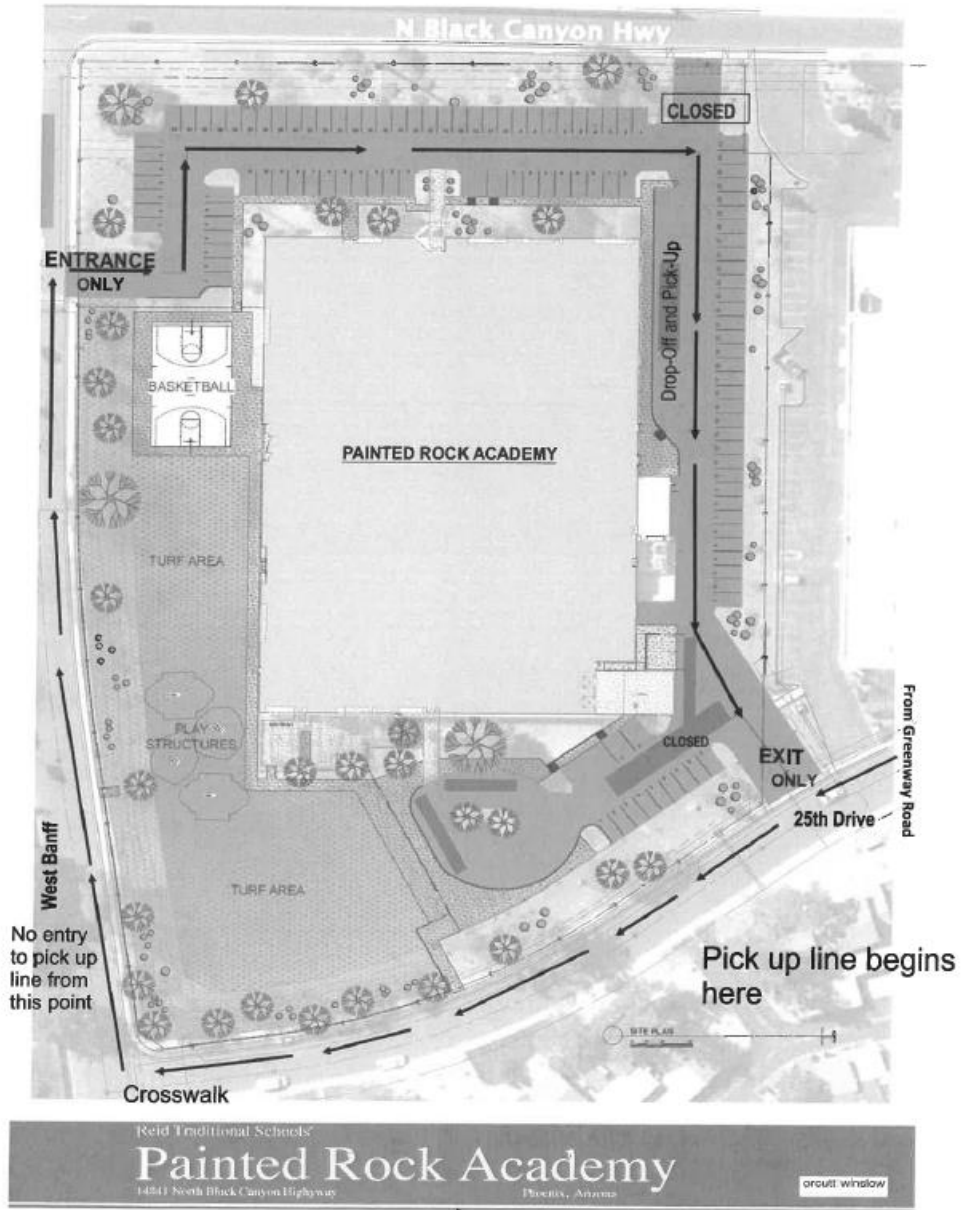 N Black Canyon Hwy
CLOSED
ENTRANCE
ONLY
Drop-Off and Pick-Up
BASKETBALL
PAINTED ROCK ACADEMY
TURF AREA
PLAY
STRUCTURES
CLOSED
EXIT
ONLY
From Greenway Road
25th Drive
West Banff
TURF AREA
No entry
to pick up
line from
this point
Pick up line begins
here
SITE PLAN
Crosswalk
Reid Traditional Schools'
Painted Rock Academy
14841 North Black Canyon Highway
Phoenix, Arizona
orcutt winslow